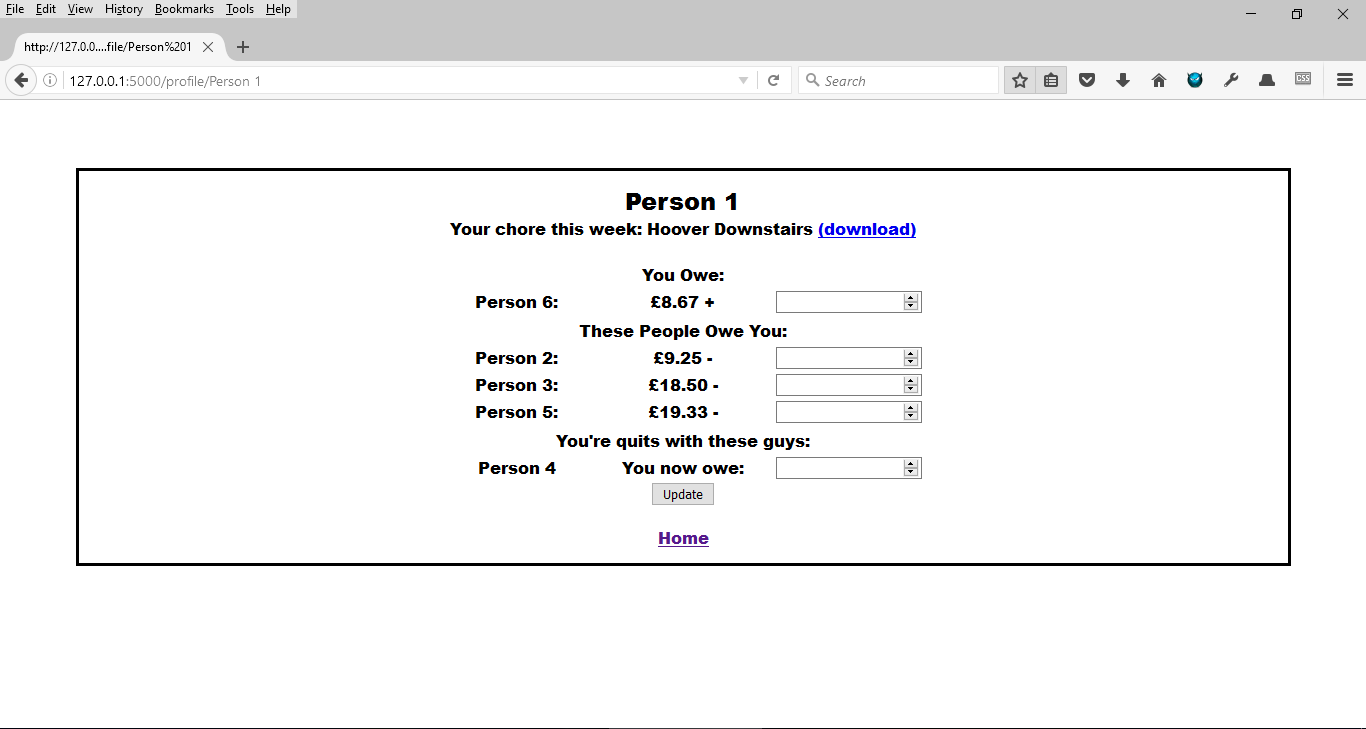 File Edit View History Bookmarks Tools Help
http://127.0.0....file/Person%201
127.0.0.1:5000/profile/Person 1
Search
CSS
Person 1
Your chore this week: Hoover Downstairs (download)
You Owe:
Person 6: £8.67 +
These People Owe You:
Person 2: £9.25 -
Person 3: £18.50 -
Person 5: £19.33 -
You're quits with these guys:
Person 4 You now owe:
Update
Home